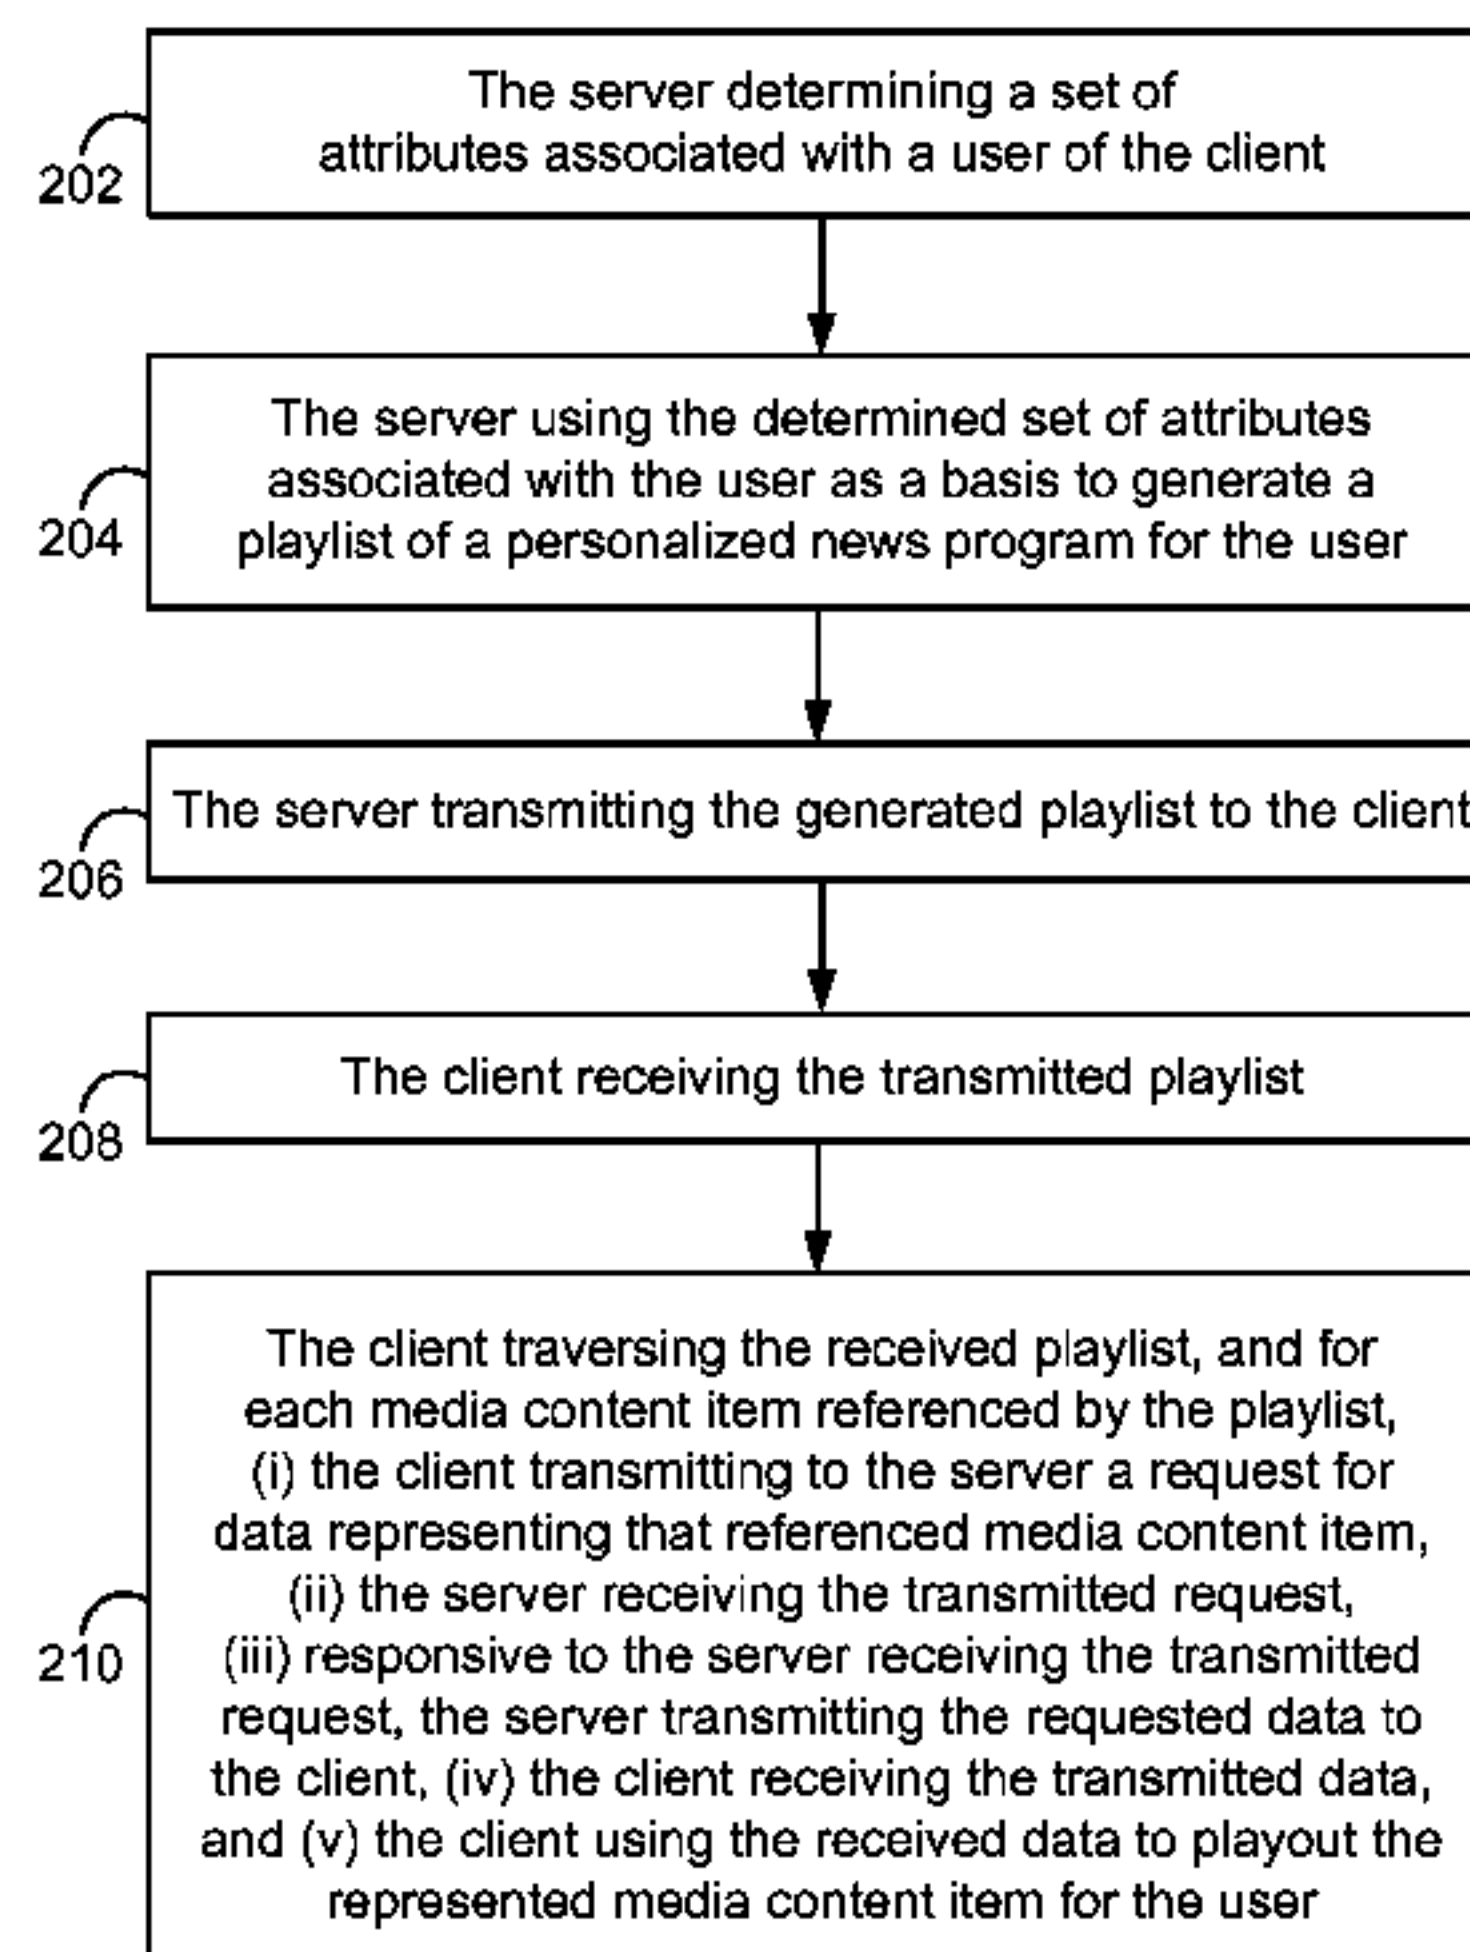 The server determining a set of
attributes associated with a user of the client
202
The server using the determined set of attributes
associated with the user as a basis to generate a
playlist of a personalized news program for the user
204
The server transmitting the generated playlist to the client
206
The client receiving the transmitted playlist
208
The client traversing the received playlist, and for
each media content item referenced by the playlist,
(i) the client transmitting to the server a request for
data representing that referenced media content item,
(ii) the server receiving the transmitted request,
(iii) responsive to the server receiving the transmitted
request, the server transmitting the requested data to
the client, (iv) the client receiving the transmitted data,
and (v) the client using the received data to playout the
represented media content item for the user
210